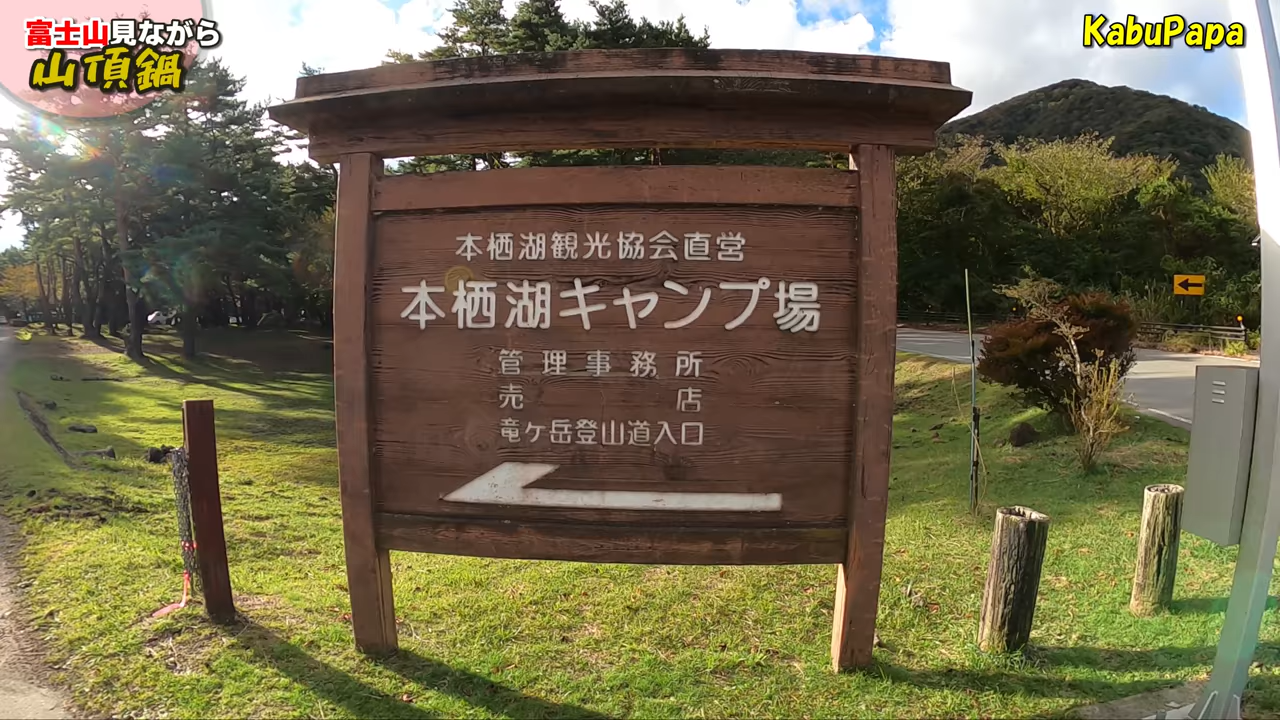 富士山見ながら
山頂鍋
KabuPapa
本栖湖観光協会直営
本栖湖キャンプ場
管理事務所
売店
竜ヶ岳登山道入口